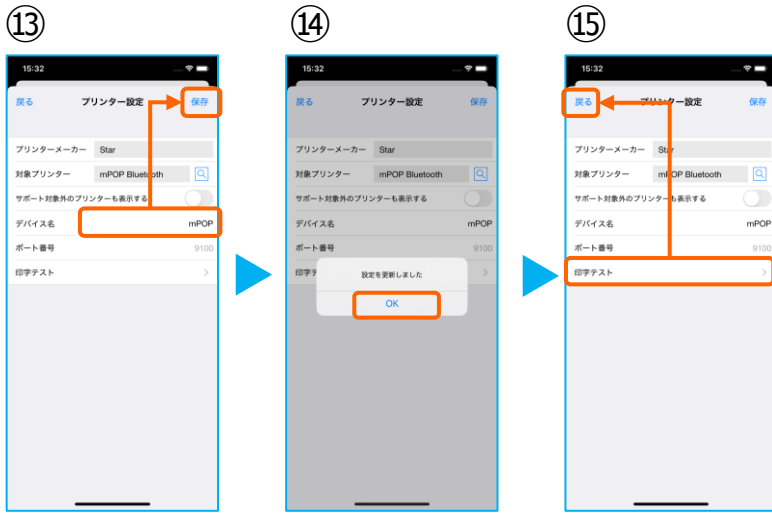 ⑬
15:32
戻る プリンター設定 保存
プリンターメーカー Star
対象プリンター mPOP Bluetooth
サポート対象外のプリンターも表示する
デバイス名 mPOP
ポート番号 9100
印字テスト
⑭
15:32
戻る プリンター設定 保存
プリンターメーカー Star
対象プリンター mPOP Bluetooth
サポート対象外のプリンターも表示する
デバイス名 mPOP
ポート番号 9100
印字テ
設定を更新しました
OK
⑮
15:32
戻る プリンター設定 保存
プリンターメーカー Star
対象プリンター mPOP Bluetooth
サポート対象外のプリンターも表示する
デバイス名 mPOP
ポート番号 9100
印字テスト